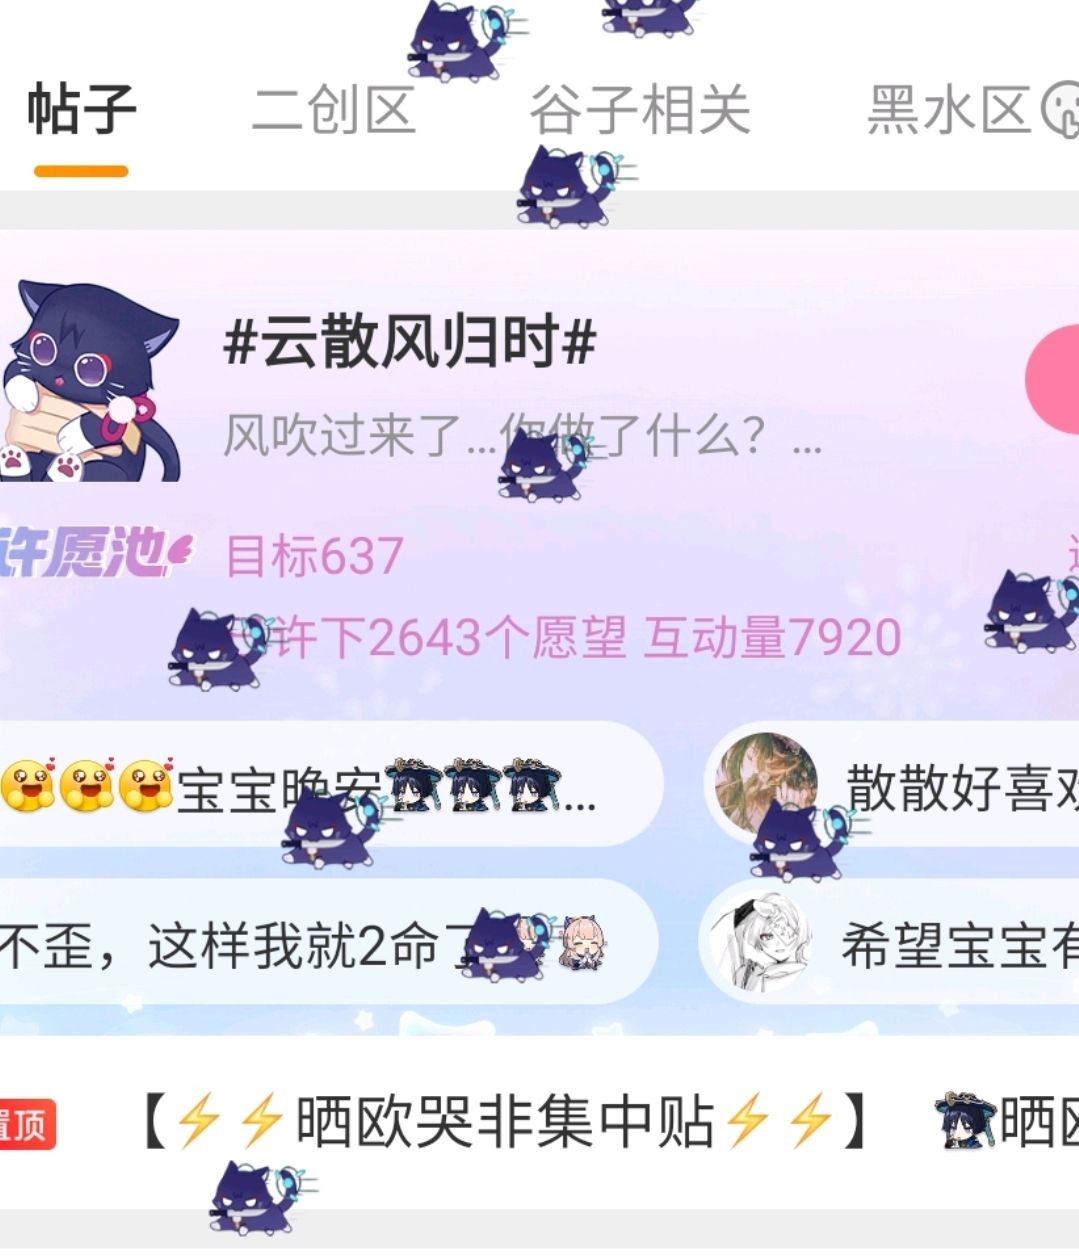 帖子 二创区 谷子相关 黑水区
#云散风归时#
风吹过来了...你做了什么？...
许愿池 目标637
许下2643个愿望 互动量7920
宝宝晚安... 散散好喜欢
不歪，这样我就2命了 希望宝宝有
置顶 【⚡⚡晒欧哭非集中贴⚡⚡】 晒欧